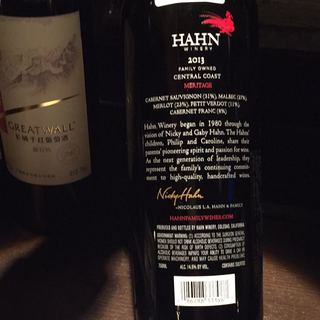 GREATWALL
HAHN
WINERY
2013
FAMILY OWNED
CENTRAL COAST
MERITAGE
CABERNET SAUVIGNON (31%), MALBEC (27%),
MERLOT (23%), PETIT VERDOT (11%)
CABERNET FRANC (8%)
Hahn Winery began in 1980 through the
vision of Nicky and Gaby Hahn. The Hahns'
children, Philip and Caroline, share their
parents' pioneering spirit and passion for wine.
As the next generation of leadership, they
represent the family's continuing commitment
to high-quality, handcrafted wines.
Nicky Hahn
~NICOLAUS L.A. HAHN & FAMILY
HAHNFAMILYWINES.COM
PRODUCED AND BOTTLED BY HAHN WINERY, SOLEDAD, CALIFORNIA
GOVERNMENT WARNING: (1) ACCORDING TO THE SURGEON GENERAL,
WOMEN SHOULD NOT DRINK ALCOHOLIC BEVERAGES DURING PREGNANCY
BECAUSE OF THE RISK OF BIRTH DEFECTS. (2) CONSUMPTION OF
ALCOHOLIC BEVERAGES IMPAIRS YOUR ABILITY TO DRIVE A CAR OR
OPERATE MACHINERY, AND MAY CAUSE HEALTH PROBLEMS.
750ML ALC. 14.5% BY VOL. CONTAINS SULFITES